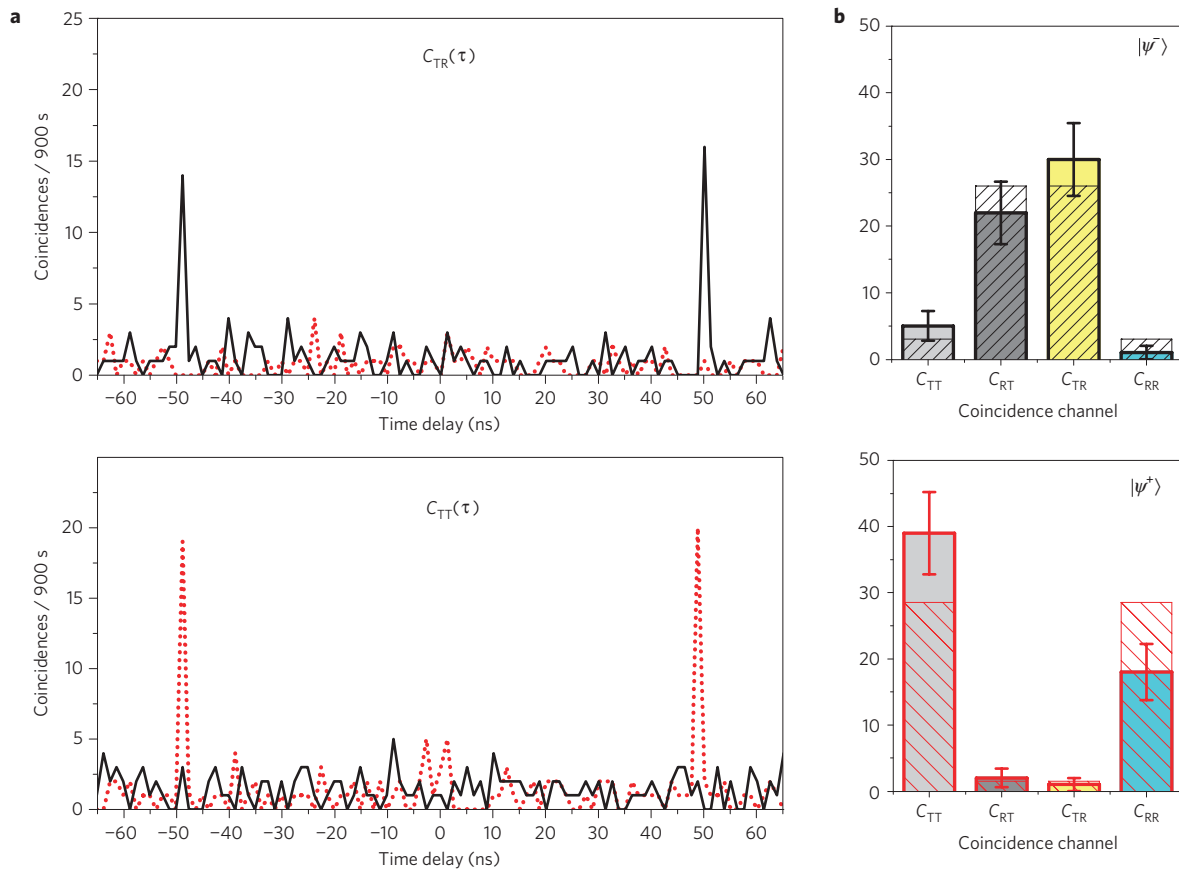 a
25
20
15
10
5
0
Coincidences / 900 s
C_TR(τ)
−60 −50 −40 −30 −20 −10 0 10 20 30 40 50 60
Time delay (ns)
20
15
10
5
0
Coincidences / 900 s
C_TT(τ)
−60 −50 −40 −30 −20 −10 0 10 20 30 40 50 60
Time delay (ns)
b
50
40
30
20
10
0
|ψ⁻⟩
C_TT C_RT C_TR C_RR
Coincidence channel
50
40
30
20
10
0
|ψ⁺⟩
C_TT C_RT C_TR C_RR
Coincidence channel